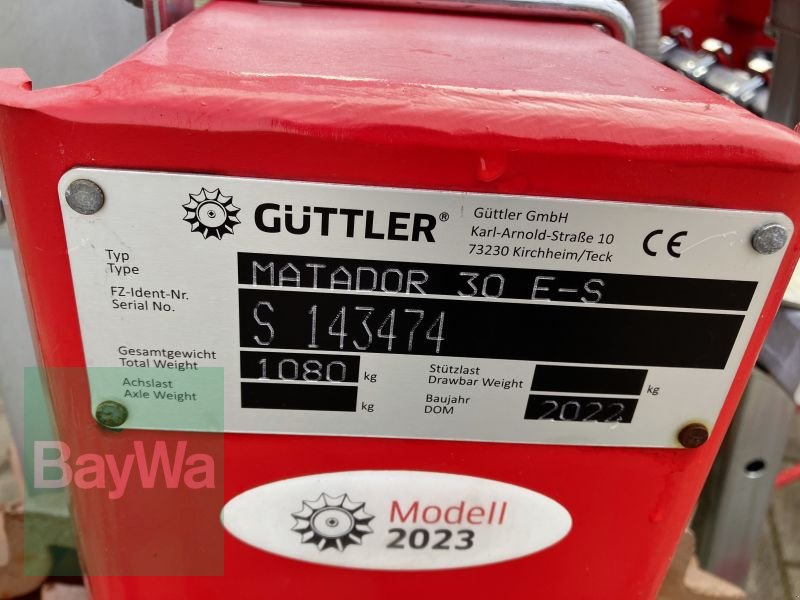 GÜTTLER®
Güttler GmbH
Karl-Arnold-Straße 10
73230 Kirchheim/Teck
CE
Typ
Type
MATADOR 30 E-S
FZ-Ident-Nr.
Serial No.
S 143474
Gesamtgewicht
Total Weight
1080 kg
Stützlast
Drawbar Weight
kg
Achslast
Axle Weight
kg
Baujahr
DOM
2022
BayWa
Modell
2023